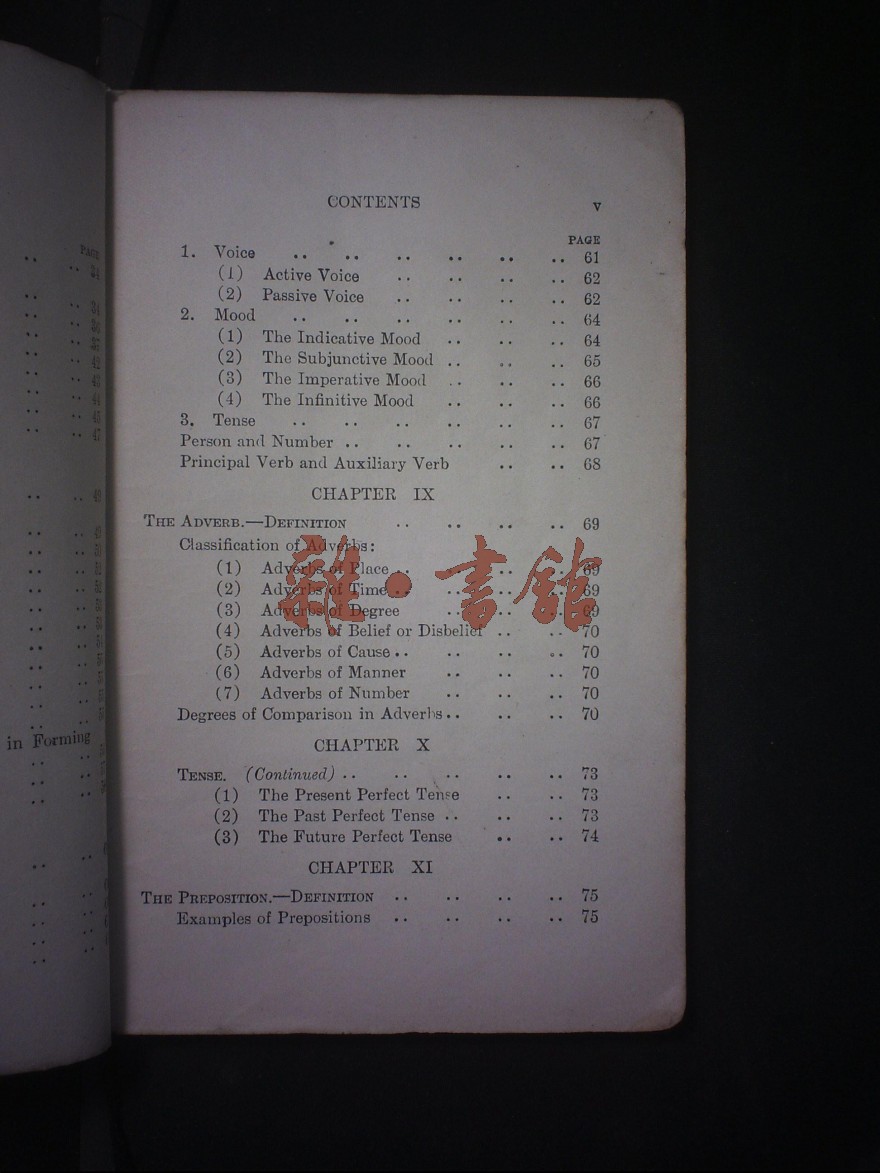 CONTENTS v
PAGE
1. Voice .. .. .. .. .. .. 61
(1) Active Voice .. .. .. .. 62
(2) Passive Voice .. .. .. .. 62
2. Mood .. .. .. .. .. .. 64
(1) The Indicative Mood .. .. .. 64
(2) The Subjunctive Mood .. .. .. 65
(3) The Imperative Mood .. .. .. 66
(4) The Infinitive Mood .. .. .. 66
3. Tense .. .. .. .. .. .. 67
Person and Number .. .. .. .. .. 67
Principal Verb and Auxiliary Verb .. .. 68
CHAPTER IX
THE ADVERB.—DEFINITION .. .. .. .. 69
Classification of Adverbs:
(1) Adverbs of Place .. .. .. .. 69
(2) Adverbs of Time .. .. .. .. 69
(3) Adverbs of Degree .. .. .. 69
(4) Adverbs of Belief or Disbelief .. .. 70
(5) Adverbs of Cause .. .. .. .. 70
(6) Adverbs of Manner .. .. .. 70
(7) Adverbs of Number .. .. .. 70
Degrees of Comparison in Adverbs .. .. .. 70
CHAPTER X
TENSE. (Continued) .. .. .. .. .. 73
(1) The Present Perfect Tense .. .. 73
(2) The Past Perfect Tense .. .. .. 73
(3) The Future Perfect Tense .. .. 74
CHAPTER XI
THE PREPOSITION.—DEFINITION .. .. .. .. 75
Examples of Prepositions .. .. .. .. 75
in Forming
雜·書館